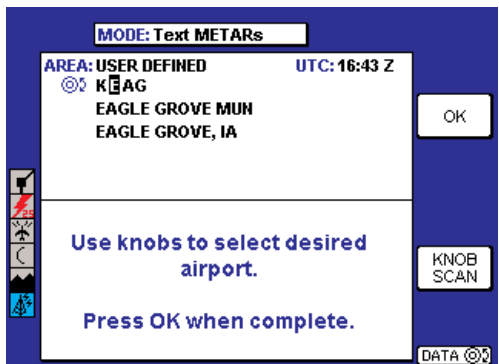 MODE: Text METARs
AREA: USER DEFINED UTC: 16:43 Z
KEAG
EAGLE GROVE MUN
EAGLE GROVE, IA
OK
25
Use knobs to select desired
airport.
KNOB
SCAN
Press OK when complete.
DATA